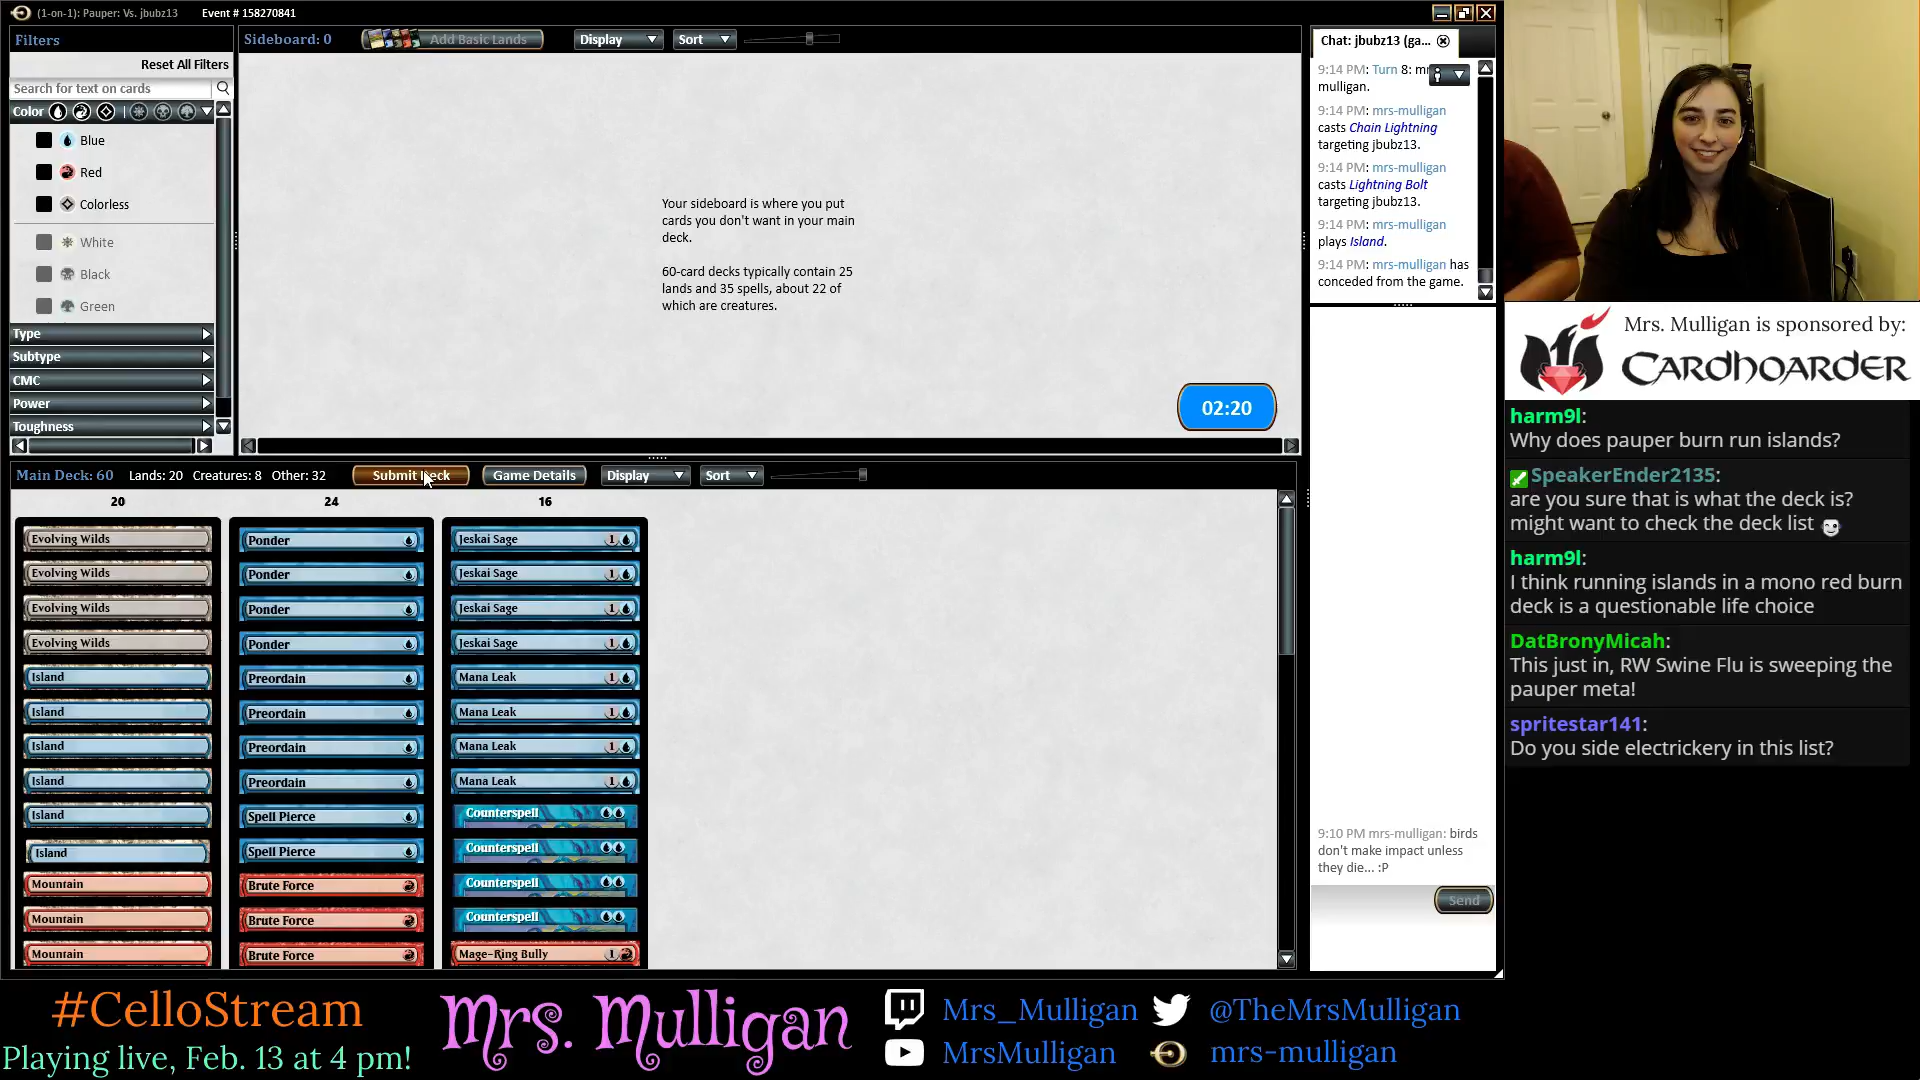 (1-on-1): Pauper: Vs. jbubz13 Event # 158270841
Filters
Reset All Filters
Search for text on cards
Color
Blue
Red
Colorless
White
Black
Green
Type
Subtype
CMC
Power
Toughness
Sideboard: 0 Add Basic Lands Display Sort
Your sideboard is where you put
cards you don't want in your main
deck.
60-card decks typically contain 25
lands and 35 spells, about 22 of
which are creatures.
02:20
Main Deck: 60 Lands: 20 Creatures: 8 Other: 32 Submit Deck Game Details Display Sort
20
Evolving Wilds
Evolving Wilds
Evolving Wilds
Evolving Wilds
Island
Island
Island
Island
Island
Island
Mountain
Mountain
Mountain
24
Ponder
Ponder
Ponder
Ponder
Preordain
Preordain
Preordain
Preordain
Spell Pierce
Spell Pierce
Brute Force
Brute Force
Brute Force
16
Jeskai Sage 1
Jeskai Sage 1
Jeskai Sage 1
Jeskai Sage 1
Mana Leak 1
Mana Leak 1
Mana Leak 1
Mana Leak 1
Counterspell
Counterspell
Counterspell
Counterspell
Mage-Ring Bully 1
Chat: jbubz13 (ga...
9:14 PM: Turn 8: mr
mulligan.
9:14 PM: mrs-mulligan
casts Chain Lightning
targeting jbubz13.
9:14 PM: mrs-mulligan
casts Lightning Bolt
targeting jbubz13.
9:14 PM: mrs-mulligan
plays Island.
9:14 PM: mrs-mulligan has
conceded from the game.
9:10 PM mrs-mulligan: birds
don't make impact unless
they die... :P
Send
Mrs. Mulligan is sponsored by:
CARDHOARDER
harm9l:
Why does pauper burn run islands?
SpeakerEnder2135:
are you sure that is what the deck is?
might want to check the deck list
harm9l:
I think running islands in a mono red burn
deck is a questionable life choice
DatBronyMicah:
This just in, RW Swine Flu is sweeping the
pauper meta!
spritestar141:
Do you side electrickery in this list?
#CelloStream
Playing live, Feb. 13 at 4 pm!
Mrs. Mulligan
Mrs_Mulligan @TheMrsMulligan
MrsMulligan mrs-mulligan